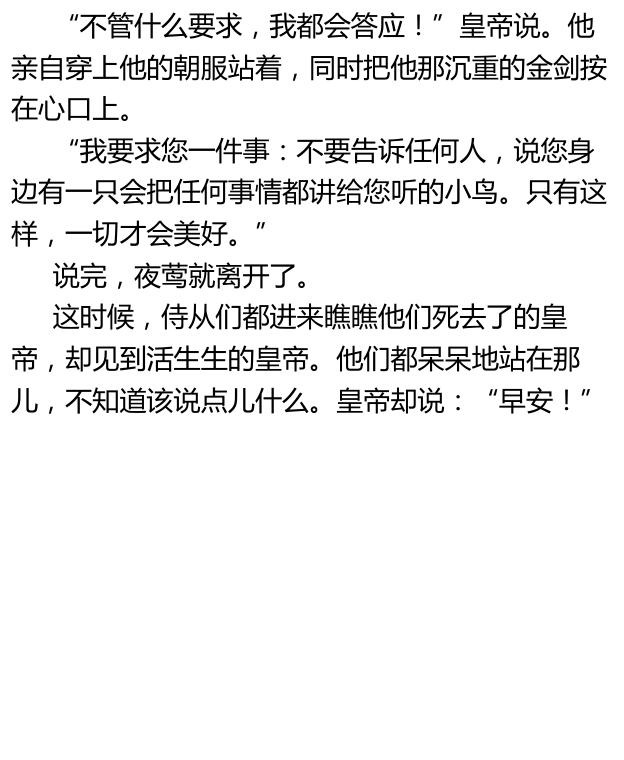 “不管什么要求，我都会答应！”皇帝说。他
亲自穿上他的朝服站着，同时把他那沉重的金剑按
在心口上。
“我要求您一件事：不要告诉任何人，说您身
边有一只会把任何事情都讲给您听的小鸟。只有这
样，一切才会美好。”
说完，夜莺就离开了。
这时候，侍从们都进来瞧瞧他们死去了的皇
帝，却见到活生生的皇帝。他们都呆呆地站在那
儿，不知道该说点儿什么。皇帝却说：“早安！”